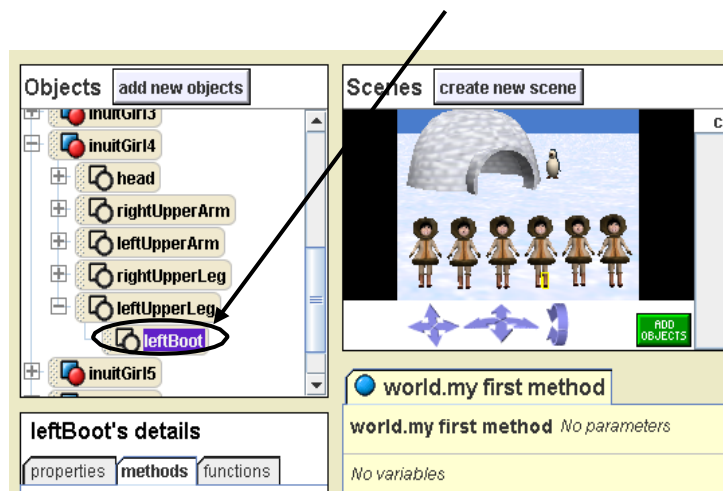 Objects add new objects
inuitGirl3
inuitGirl4
head
rightUpperArm
leftUpperArm
rightUpperLeg
leftUpperLeg
leftBoot
inuitGirl5
leftBoot's details
properties methods functions
Scenes create new scene
c
ADD
OBJECTS
world.my first method
world.my first method No parameters
No variables